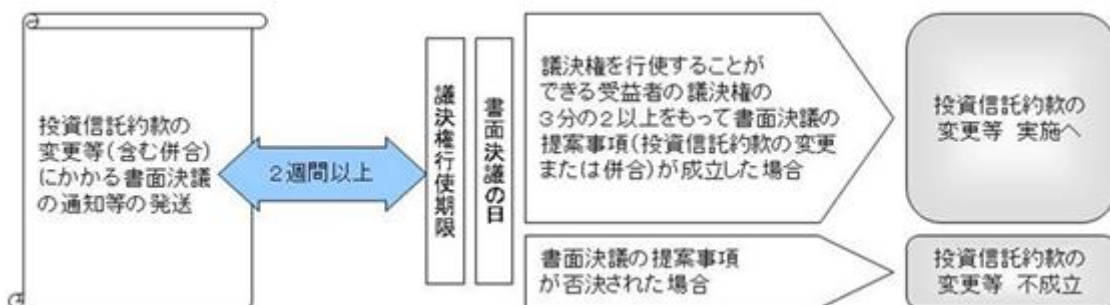 投資信託約款の
変更等(含む併合)
にかかる書面決議
の通知等の発送
2週間以上
議決権行使期限
書面決議の日
議決権を行使することが
できる受益者の議決権の
3分の2以上をもって書面決議の
提案事項(投資信託約款の変更
または併合)が成立した場合
投資信託約款の
変更等 実施へ
書面決議の提案事項
が否決された場合
投資信託約款の
変更等 不成立